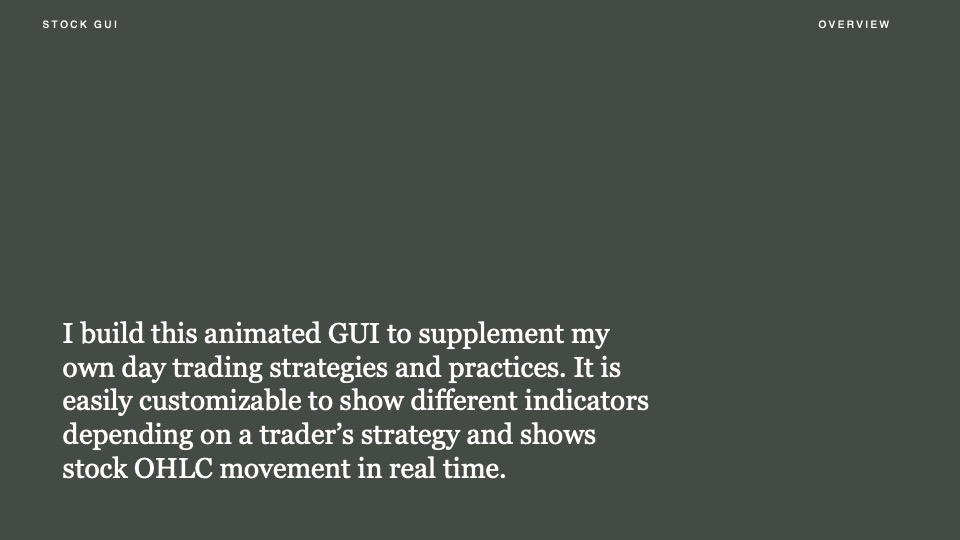 STOCK GUI
OVERVIEW
I build this animated GUI to supplement my
own day trading strategies and practices. It is
easily customizable to show different indicators
depending on a trader’s strategy and shows
stock OHLC movement in real time.